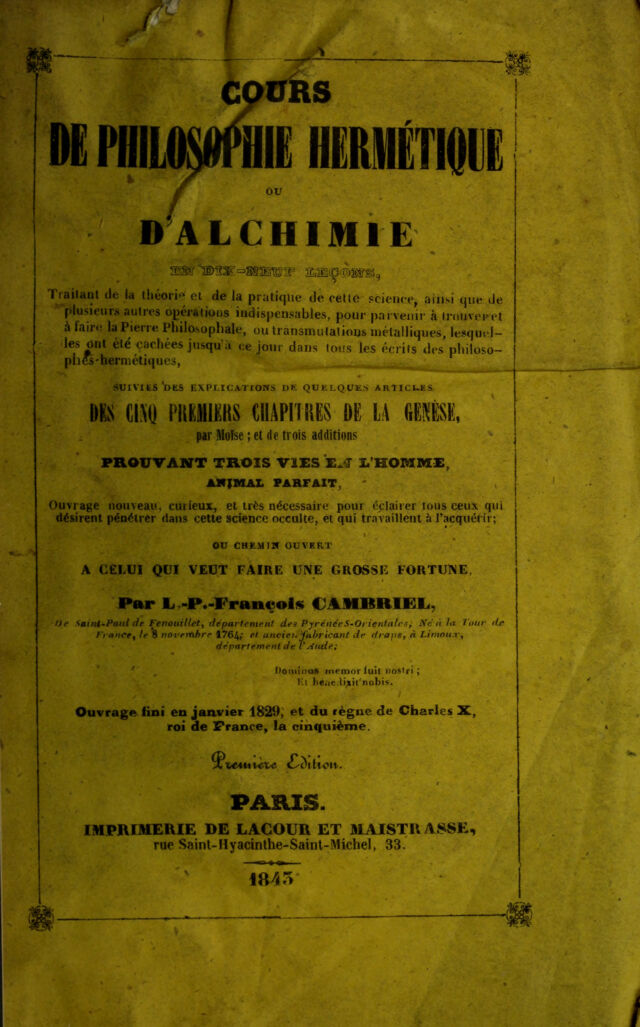 COURS
DE PHILOSOPHIE HERMÉTIQUE
OU
D'ALCHIMIE
EN DIX-NEUF LEÇONS,
Traitant de la théorie et de la pratique de cette science, ainsi que de
plusieurs autres opérations indispensables, pour parvenir à trouver et
à faire la Pierre Philosophale, ou transmutations métalliques, lesquel-
les ont été cachées jusqu'à ce jour dans tous les écrits des philoso-
phes-hermétiques,
SUIVIES DES EXPLICATIONS DE QUELQUES ARTICLES
DES CINQ PREMIERS CHAPITRES DE LA GENÈSE,
par Moïse ; et de trois additions
PROUVANT TROIS VIES EN L'HOMME,
ANIMAL PARFAIT,
Ouvrage nouveau, curieux, et très nécessaire pour éclairer tous ceux qui
désirent pénétrer dans cette science occulte, et qui travaillent à l'acquérir;
OU CHEMIN OUVERT
A CELUI QUI VEUT FAIRE UNE GROSSE FORTUNE.
Par L.-P.-François CAMBRIEL,
De Saint-Paul de Fenouillet, département des Pyrénées-Orientales; Né à la Tour de
France, le 8 novembre 1764; et ancien fabricant de draps, à Limoux,
département de l'Aude;
Dominus memor fuit nostri ;
Et benedixit nobis.
Ouvrage fini en janvier 1829, et du règne de Charles X,
roi de France, la cinquième.
Première Edition.
PARIS.
IMPRIMERIE DE LACOUR ET MAISTRASSE,
rue Saint-Hyacinthe-Saint-Michel, 33.
1843